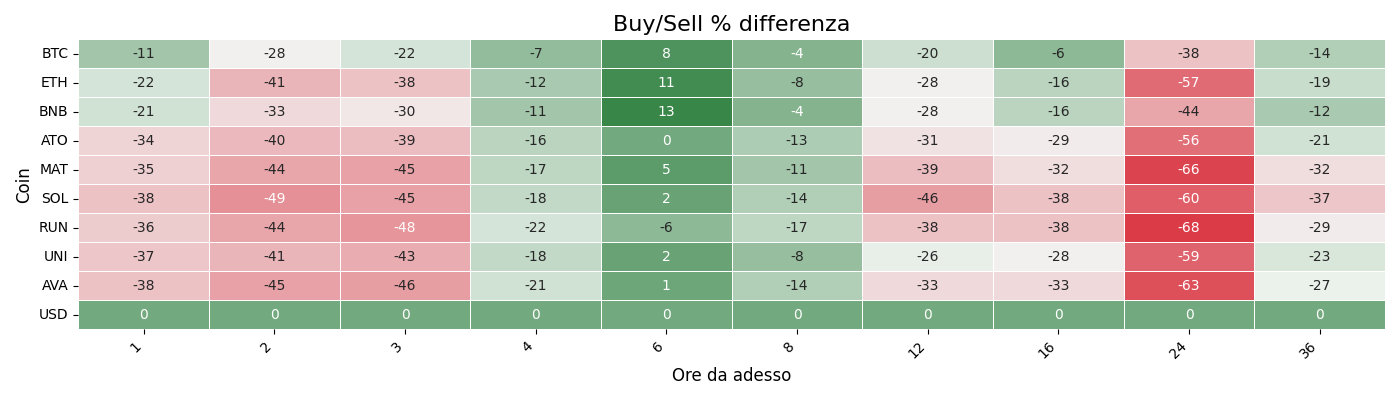 Buy/Sell % differenza
Coin
BTC -11 -28 -22 -7 8 -4 -20 -6 -38 -14
ETH -22 -41 -38 -12 11 -8 -28 -16 -57 -19
BNB -21 -33 -30 -11 13 -4 -28 -16 -44 -12
ATO -34 -40 -39 -16 0 -13 -31 -29 -56 -21
MAT -35 -44 -45 -17 5 -11 -39 -32 -66 -32
SOL -38 -49 -45 -18 2 -14 -46 -38 -60 -37
RUN -36 -44 -48 -22 -6 -17 -38 -38 -68 -29
UNI -37 -41 -43 -18 2 -8 -26 -28 -59 -23
AVA -38 -45 -46 -21 1 -14 -33 -33 -63 -27
USD 0 0 0 0 0 0 0 0 0 0
1 2 3 4 6 8 12 16 24 36
Ore da adesso